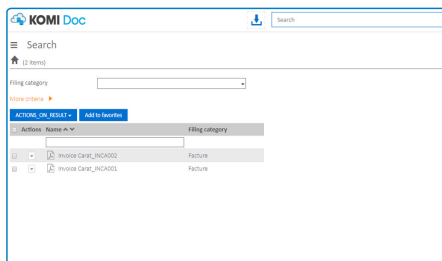 KOMI Doc
Search
Search
(2 items)
Filing category
More criteria
ACTIONS_ON_RESULT
Add to favorites
Actions Name Filing category
Invoice Carat_INCA002 Facture
Invoice Carat_INCA001 Facture